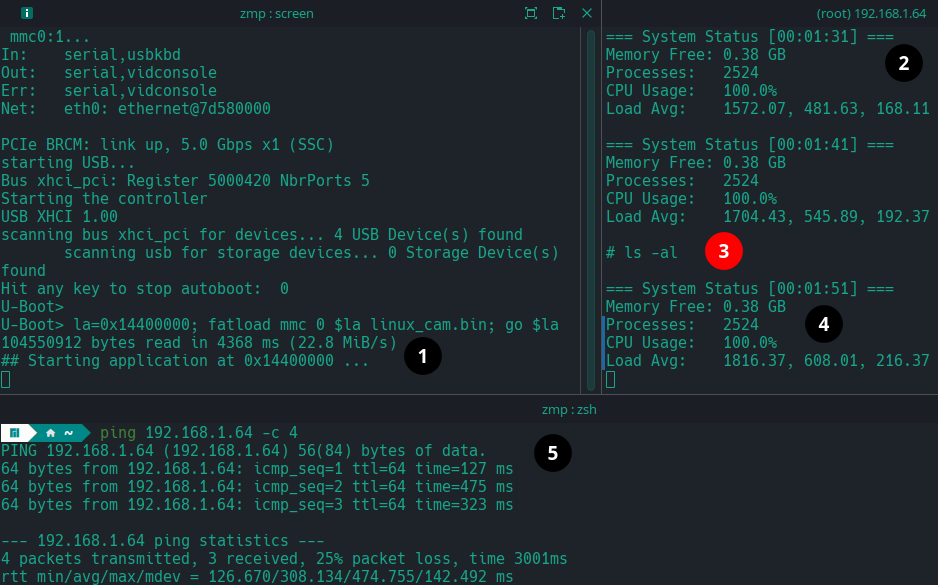 zmp : screen
mmc0:1...
In:    serial,usbkbd
Out:   serial,vidconsole
Err:   serial,vidconsole
Net:   eth0: ethernet@7d580000
PCIe BRCM: link up, 5.0 Gbps x1 (SSC)
starting USB...
Bus xhci_pci: Register 5000420 NbrPorts 5
Starting the controller
USB XHCI 1.00
scanning bus xhci_pci for devices... 4 USB Device(s) found
       scanning usb for storage devices... 0 Storage Device(s)
found
Hit any key to stop autoboot:  0
U-Boot>
U-Boot> la=0x14400000; fatload mmc 0 $la linux_cam.bin; go $la
104550912 bytes read in 4368 ms (22.8 MiB/s)
1
## Starting application at 0x14400000 ...
(root) 192.168.1.64
=== System Status [00:01:31] ===
Memory Free: 0.38 GB
2
Processes:   2524
CPU Usage:   100.0%
Load Avg:    1572.07, 481.63, 168.11
=== System Status [00:01:41] ===
Memory Free: 0.38 GB
Processes:   2524
CPU Usage:   100.0%
Load Avg:    1704.43, 545.89, 192.37
# ls -al
3
=== System Status [00:01:51] ===
Memory Free: 0.38 GB
Processes:   2524
4
CPU Usage:   100.0%
Load Avg:    1816.37, 608.01, 216.37
zmp : zsh
~ ping 192.168.1.64 -c 4
PING 192.168.1.64 (192.168.1.64) 56(84) bytes of data.
5
64 bytes from 192.168.1.64: icmp_seq=1 ttl=64 time=127 ms
64 bytes from 192.168.1.64: icmp_seq=2 ttl=64 time=475 ms
64 bytes from 192.168.1.64: icmp_seq=3 ttl=64 time=323 ms
--- 192.168.1.64 ping statistics ---
4 packets transmitted, 3 received, 25% packet loss, time 3001ms
rtt min/avg/max/mdev = 126.670/308.134/474.755/142.492 ms